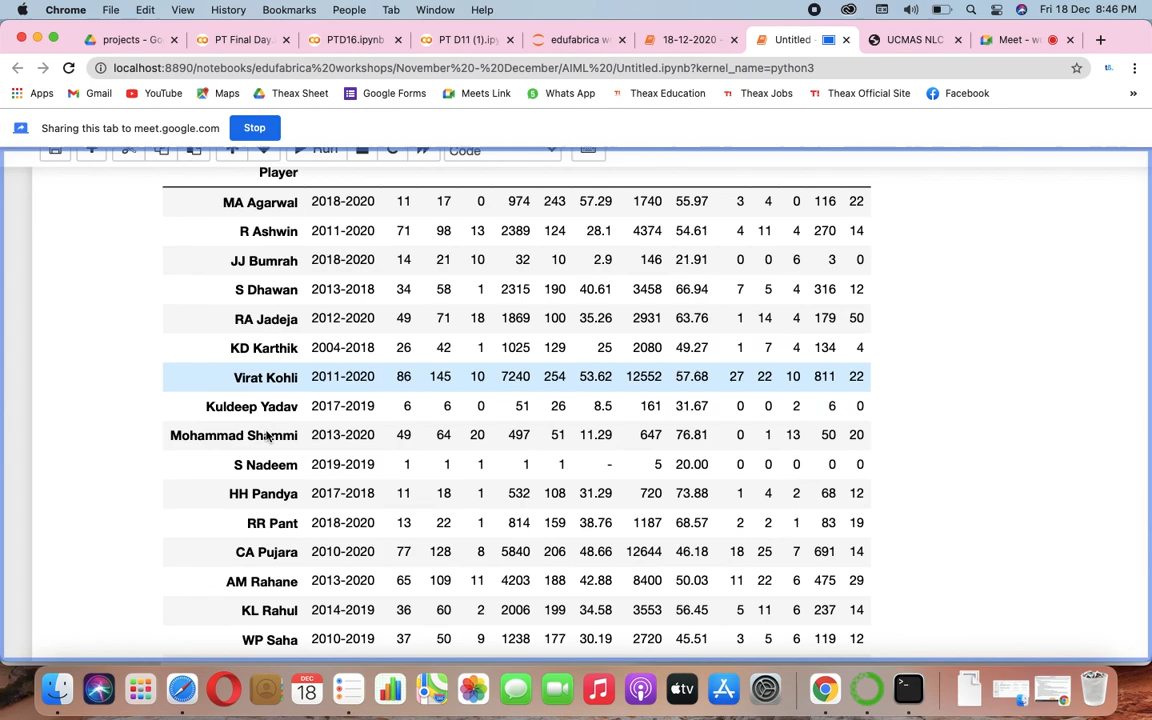 Chrome File Edit View History Bookmarks People Tab Window Help Fri 18 Dec 8:46 PM
projects - Go PT Final Day. PTD16.ipynb PT D11 (1).ipy edufabrica w 18-12-2020 - Untitled UCMAS NLC Meet - w
localhost:8890/notebooks/edufabrica%20workshops/November%20-%20December/AIML%20/Untitled.ipynb?kernel_name=python3
Apps Gmail YouTube Maps Theax Sheet Google Forms Meets Link Whats App Theax Education Theax Jobs Theax Official Site Facebook »
Sharing this tab to meet.google.com Stop
Run Code
Player
MA Agarwal 2018-2020 11 17 0 974 243 57.29 1740 55.97 3 4 0 116 22
R Ashwin 2011-2020 71 98 13 2389 124 28.1 4374 54.61 4 11 4 270 14
JJ Bumrah 2018-2020 14 21 10 32 10 2.9 146 21.91 0 0 6 3 0
S Dhawan 2013-2018 34 58 1 2315 190 40.61 3458 66.94 7 5 4 316 12
RA Jadeja 2012-2020 49 71 18 1869 100 35.26 2931 63.76 1 14 4 179 50
KD Karthik 2004-2018 26 42 1 1025 129 25 2080 49.27 1 7 4 134 4
Virat Kohli 2011-2020 86 145 10 7240 254 53.62 12552 57.68 27 22 10 811 22
Kuldeep Yadav 2017-2019 6 6 0 51 26 8.5 161 31.67 0 0 2 6 0
Mohammad Shammi 2013-2020 49 64 20 497 51 11.29 647 76.81 0 1 13 50 20
S Nadeem 2019-2019 1 1 1 1 1 - 5 20.00 0 0 0 0 0
HH Pandya 2017-2018 11 18 1 532 108 31.29 720 73.88 1 4 2 68 12
RR Pant 2018-2020 13 22 1 814 159 38.76 1187 68.57 2 2 1 83 19
CA Pujara 2010-2020 77 128 8 5840 206 48.66 12644 46.18 18 25 7 691 14
AM Rahane 2013-2020 65 109 11 4203 188 42.88 8400 50.03 11 22 6 475 29
KL Rahul 2014-2019 36 60 2 2006 199 34.58 3553 56.45 5 11 6 237 14
WP Saha 2010-2019 37 50 9 1238 177 30.19 2720 45.51 3 5 6 119 12
DEC
18
tv